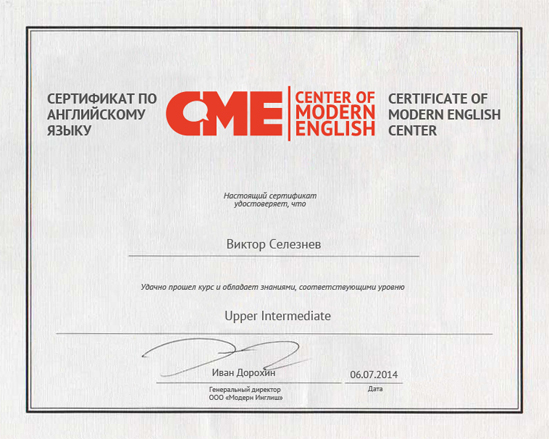 СЕРТИФИКАТ ПО
АНГЛИЙСКОМУ
ЯЗЫКУ
CME
CENTER OF
MODERN
ENGLISH
CERTIFICATE OF
MODERN ENGLISH
CENTER
Настоящий сертификат
удостоверяет, что
Виктор Селезнев
Удачно прошел курс и обладает знаниями, соответствующими уровню
Upper Intermediate
Иван Дорохин
06.07.2014
Генеральный директор
ООО «Модерн Инглиш»
Дата